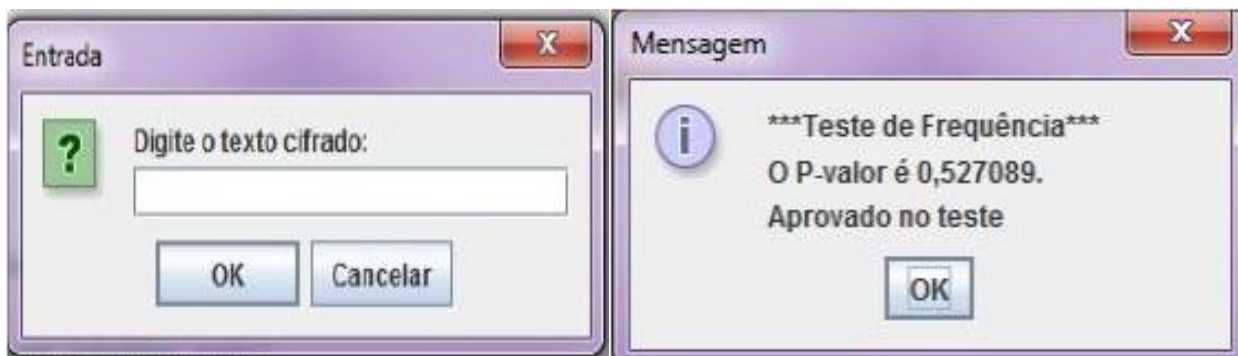 Entrada
Digite o texto cifrado:
OK
Cancelar
Mensagem
***Teste de Frequência***
O P-valor é 0,527089.
Aprovado no teste
OK